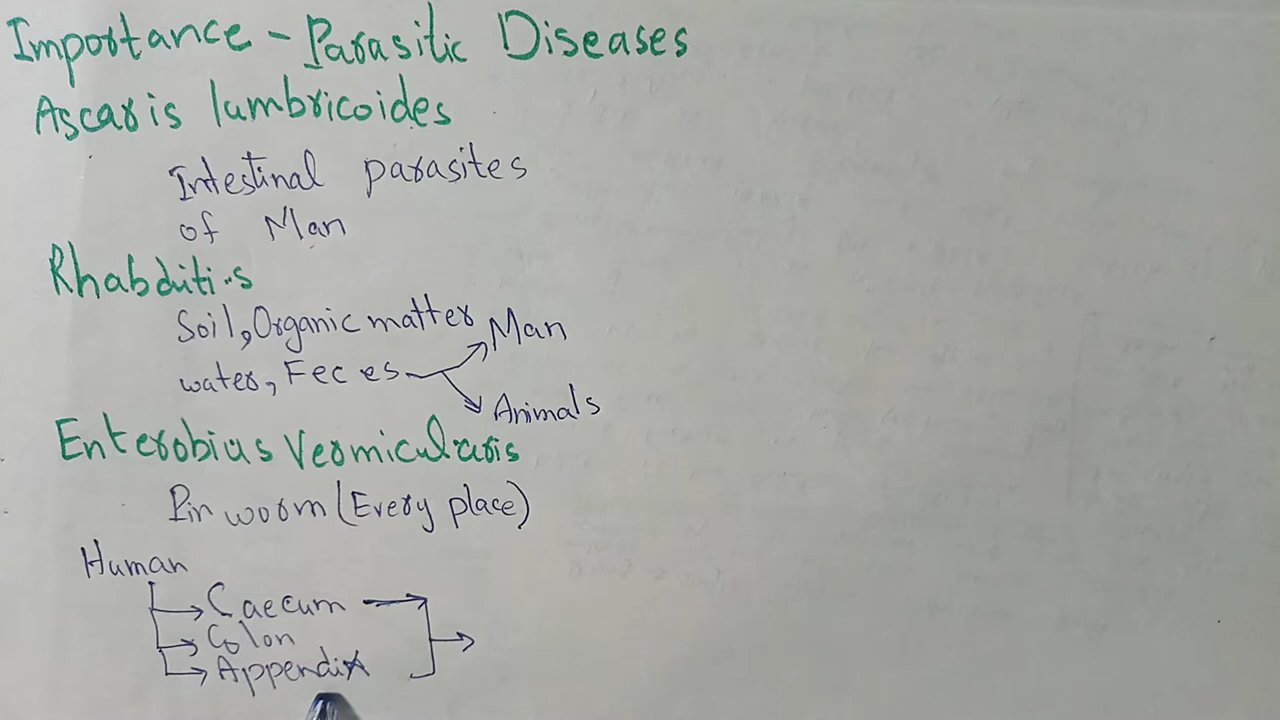 Importance - Parasitic Diseases
Ascaris lumbricoides
Intestinal parasites
of Man
Rhabditis
Soil, Organic matter
Man
water, Feces
Animals
Enterobius Vermicularis
Pin worm (Every place)
Human
Caecum
Colon
Appendix